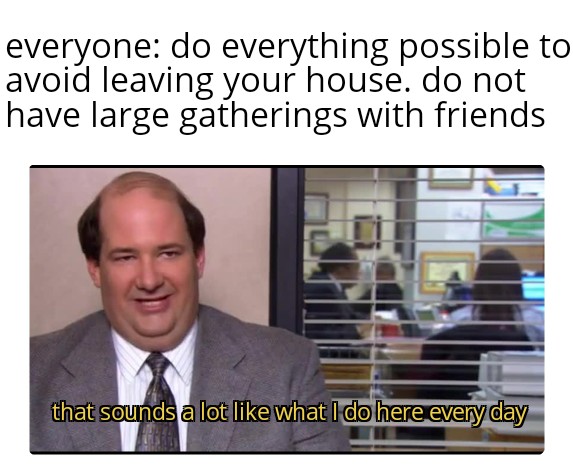 everyone: do everything possible to
avoid leaving your house. do not
have large gatherings with friends
that sounds a lot like what I do here every day